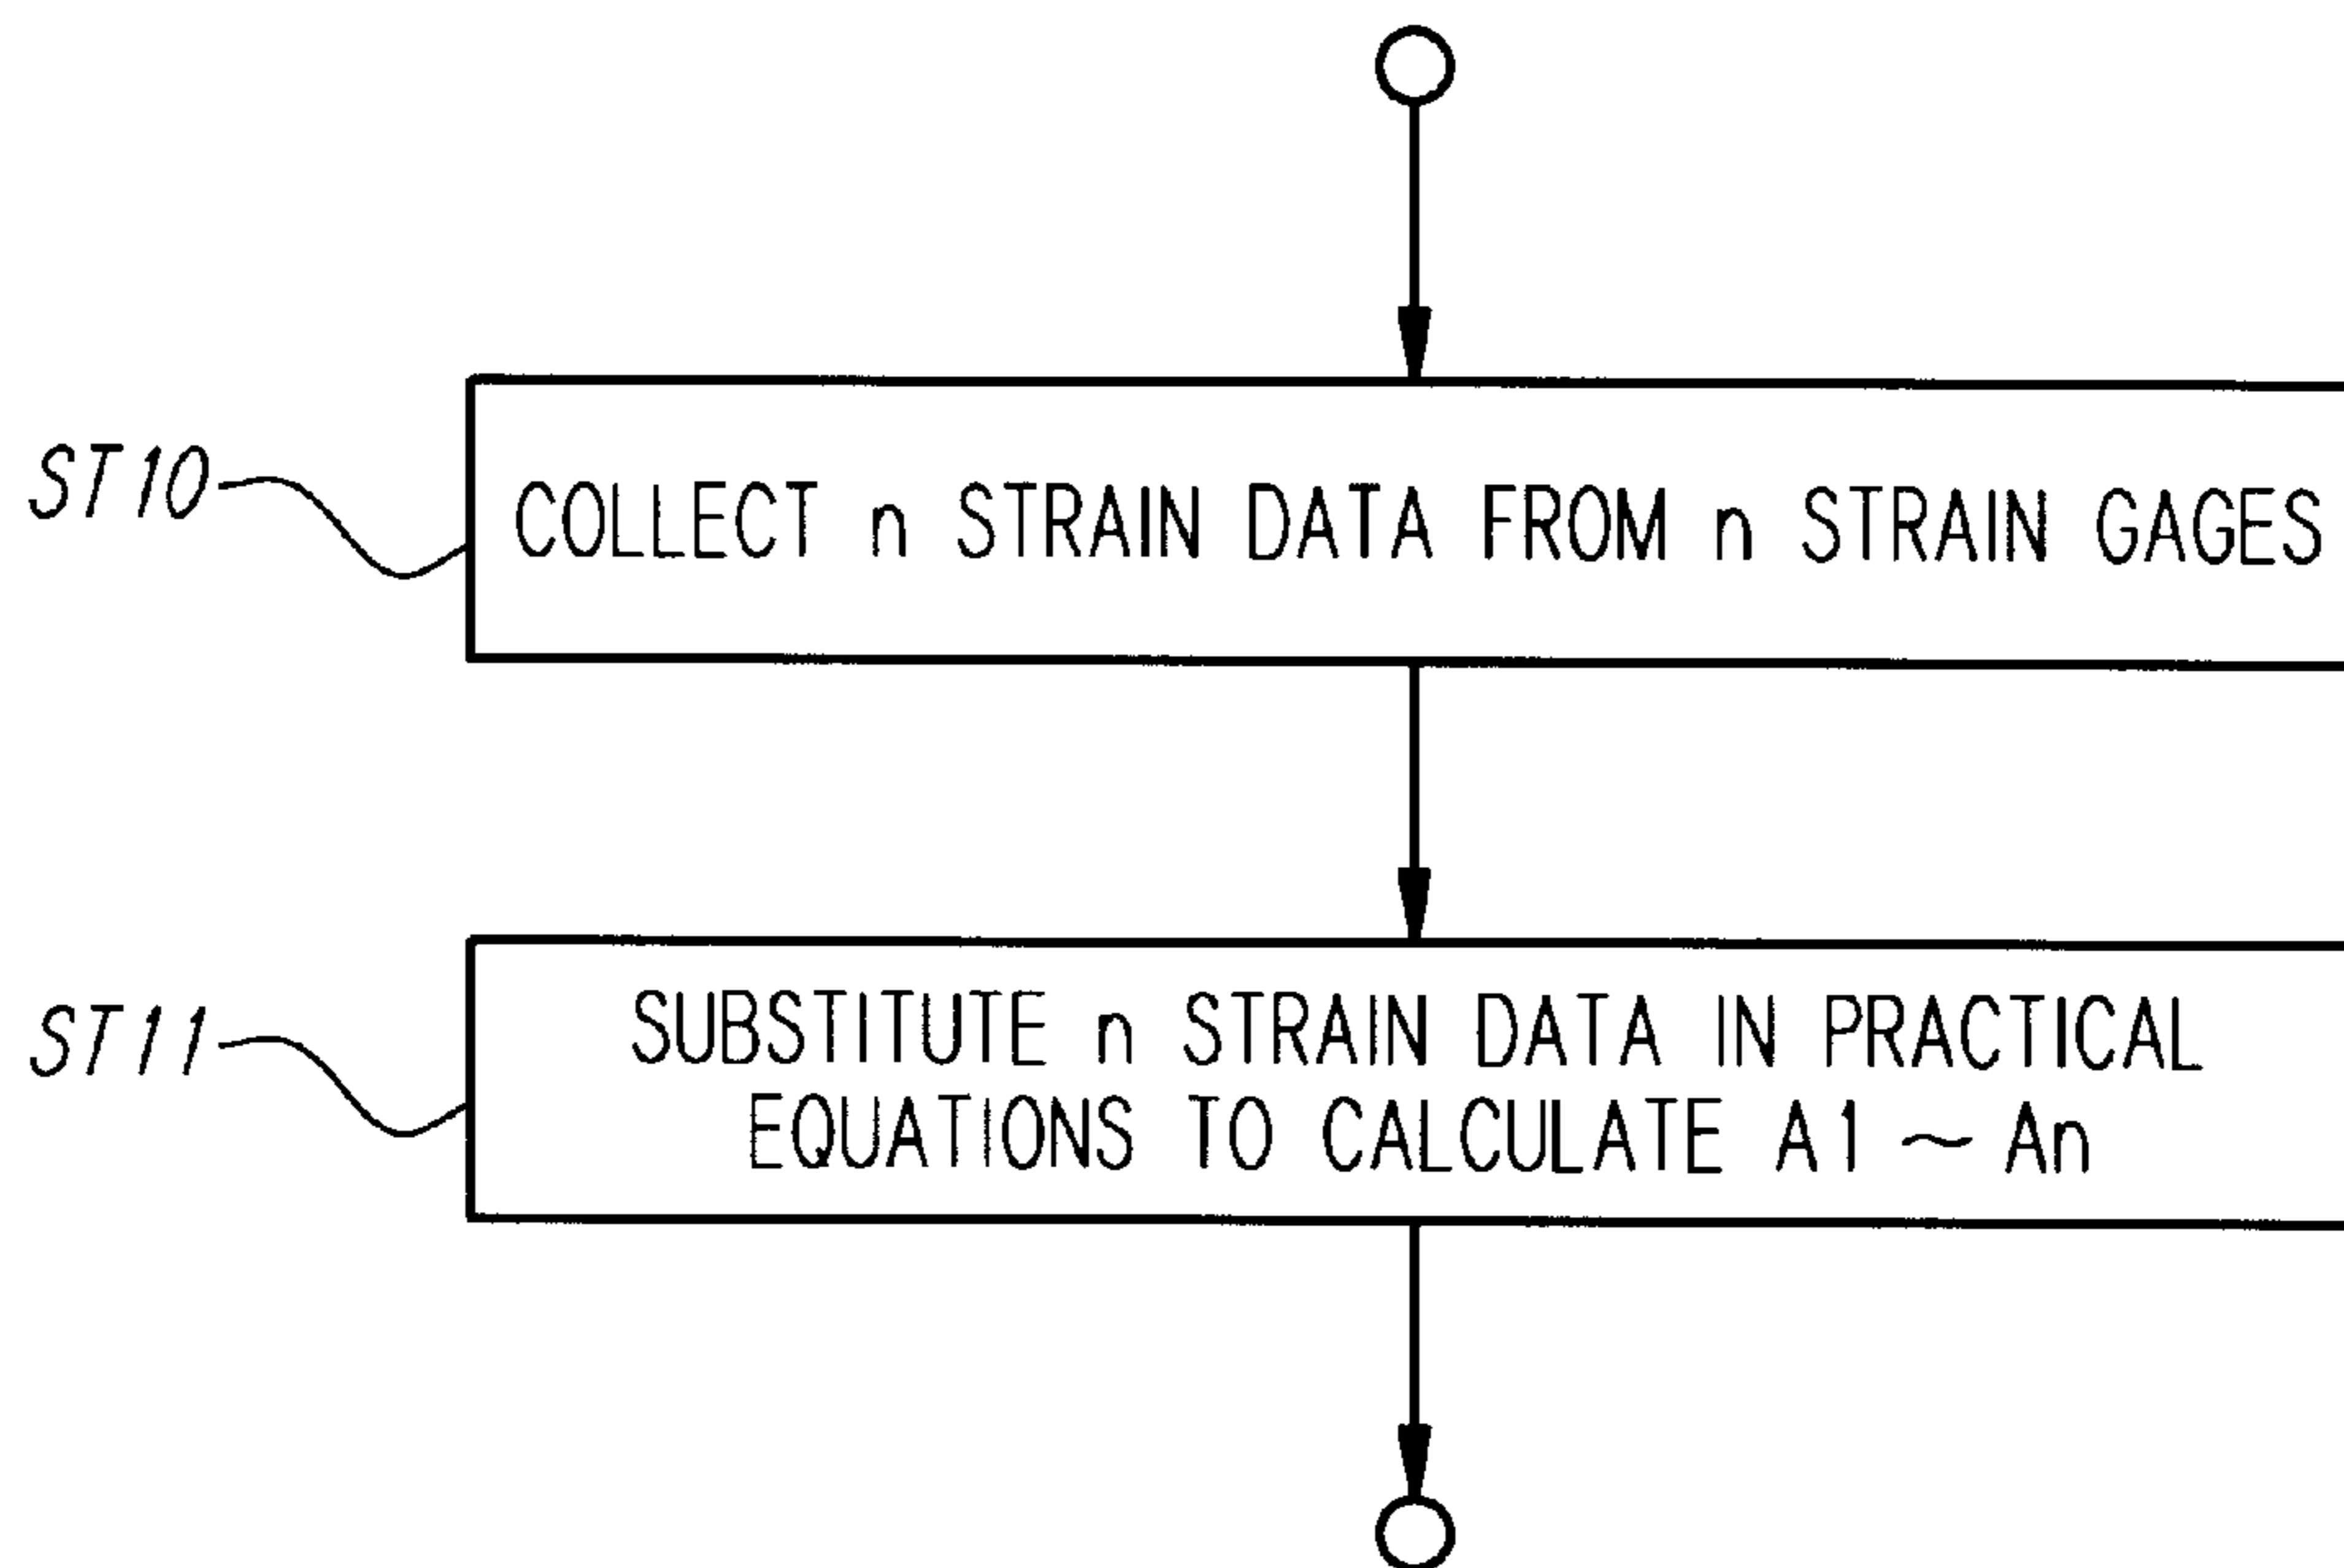 ST10
COLLECT n STRAIN DATA FROM n STRAIN GAGES
ST11
SUBSTITUTE n STRAIN DATA IN PRACTICAL
EQUATIONS TO CALCULATE A1 ~ An